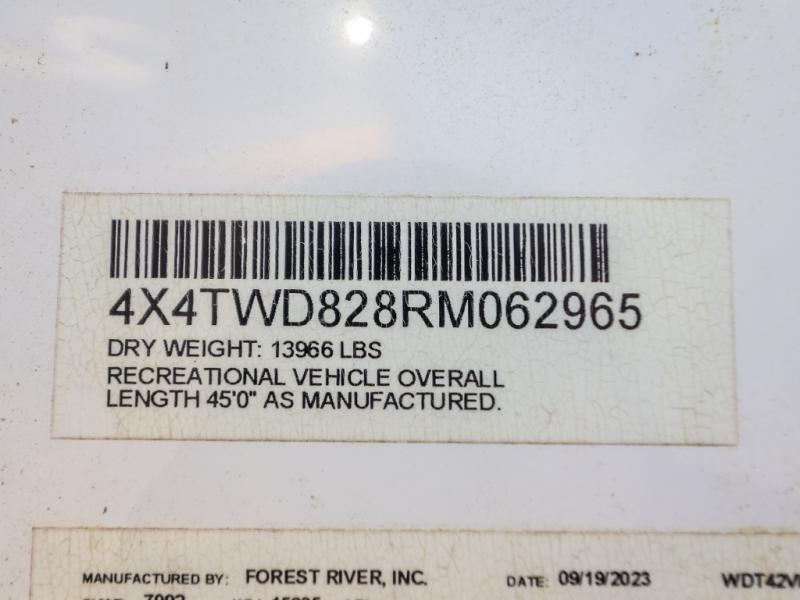 4X4TWD828RM062965
DRY WEIGHT: 13966 LBS
RECREATIONAL VEHICLE OVERALL
LENGTH 45'0" AS MANUFACTURED.
MANUFACTURED BY: FOREST RIVER, INC. DATE: 09/19/2023